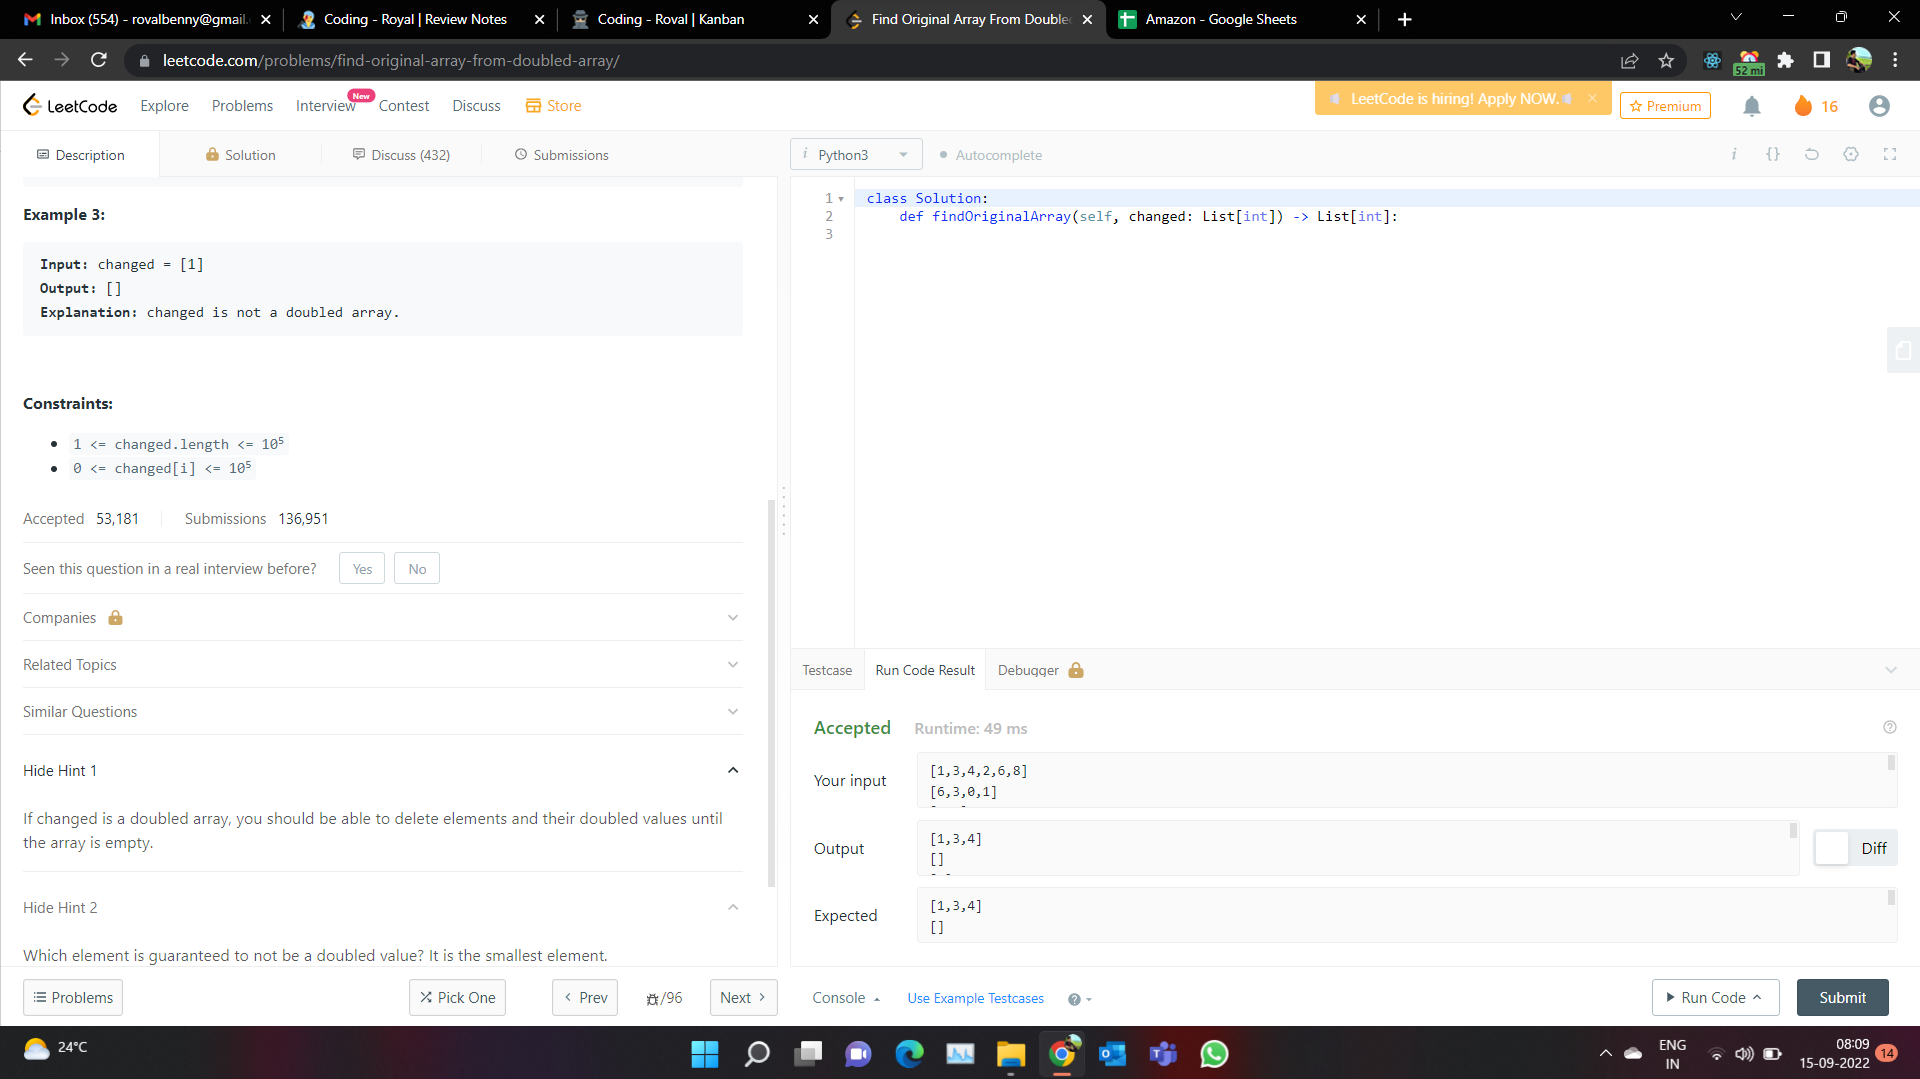 Inbox (554) - rovalbenny@gmail.
Coding - Royal | Review Notes
Coding - Roval | Kanban
Find Original Array From Double
Amazon - Google Sheets
leetcode.com/problems/find-original-array-from-doubled-array/
52 mi
LeetCode
Explore
Problems
Interview
New
Contest
Discuss
Store
LeetCode is hiring! Apply NOW.
Premium
16
Description
Solution
Discuss (432)
Submissions
Python3
Autocomplete
Example 3:
Input: changed = [1]
Output: []
Explanation: changed is not a doubled array.
Constraints:
1 <= changed.length <= 10⁵
0 <= changed[i] <= 10⁵
Accepted 53,181
Submissions 136,951
Seen this question in a real interview before?
Yes
No
Companies
Related Topics
Similar Questions
Hide Hint 1
If changed is a doubled array, you should be able to delete elements and their doubled values until
the array is empty.
Hide Hint 2
Which element is guaranteed to not be a doubled value? It is the smallest element.
Problems
Pick One
Prev
/96
Next
1 class Solution:
2 def findOriginalArray(self, changed: List[int]) -> List[int]:
3
Testcase
Run Code Result
Debugger
Accepted
Runtime: 49 ms
Your input
[1,3,4,2,6,8]
[6,3,0,1]
Output
[1,3,4]
[]
Diff
Expected
[1,3,4]
[]
Console
Use Example Testcases
Run Code
Submit
24°C
ENG
IN
08:09
15-09-2022
14